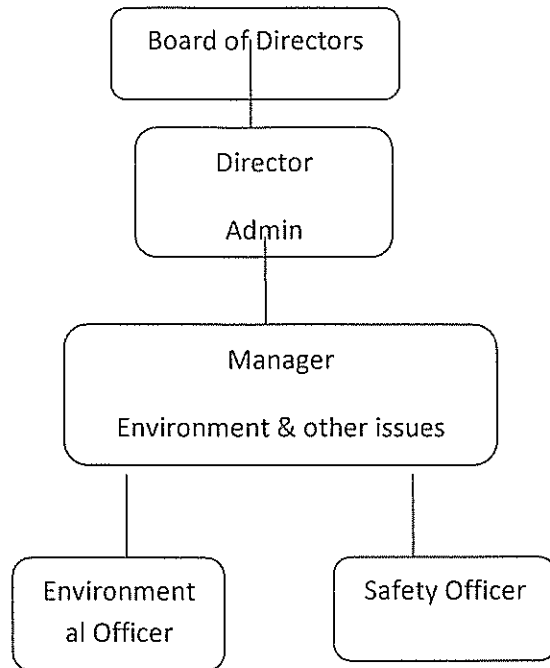 Board of Directors
Director
Admin
Manager
Environment & other issues
Environment
al Officer
Safety Officer